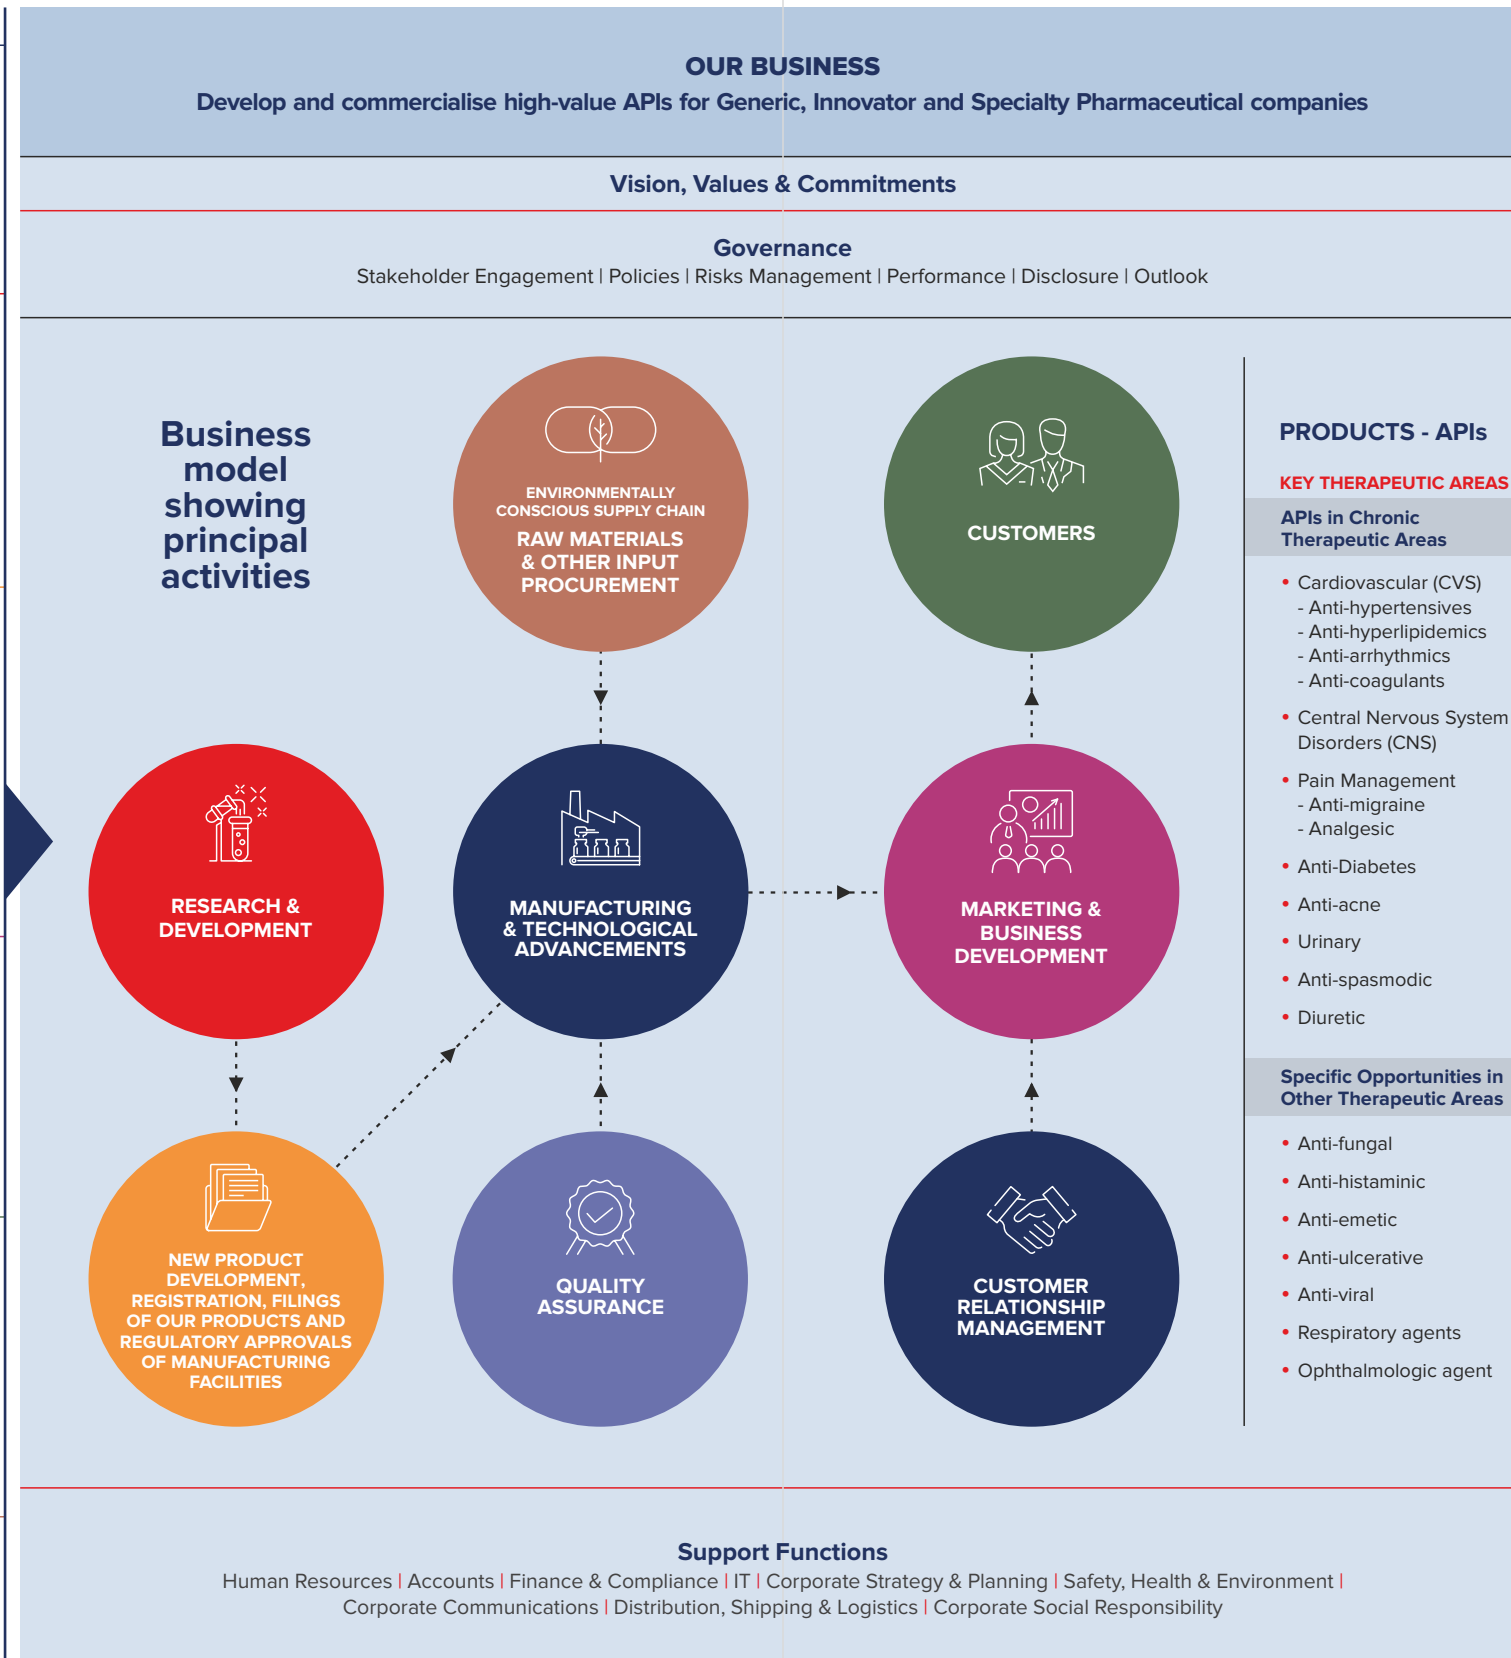 OUR BUSINESS
Develop and commercialise high-value APIs for Generic, Innovator and Specialty Pharmaceutical companies
Vision, Values & Commitments
Governance
Stakeholder Engagement | Policies | Risks Management | Performance | Disclosure | Outlook
Business
model
showing
principal
activities
ENVIRONMENTALLY
CONSCIOUS SUPPLY CHAIN
RAW MATERIALS
& OTHER INPUT
PROCUREMENT
CUSTOMERS
RESEARCH &
DEVELOPMENT
MANUFACTURING
& TECHNOLOGICAL
ADVANCEMENTS
MARKETING &
BUSINESS
DEVELOPMENT
NEW PRODUCT
DEVELOPMENT,
REGISTRATION, FILINGS
OF OUR PRODUCTS AND
REGULATORY APPROVALS
OF MANUFACTURING
FACILITIES
QUALITY
ASSURANCE
CUSTOMER
RELATIONSHIP
MANAGEMENT
PRODUCTS - APIs
KEY THERAPEUTIC AREAS
APIs in Chronic
Therapeutic Areas
• Cardiovascular (CVS)
- Anti-hypertensives
- Anti-hyperlipidemics
- Anti-arrhythmics
- Anti-coagulants
• Central Nervous System
Disorders (CNS)
• Pain Management
- Anti-migraine
- Analgesic
• Anti-Diabetes
• Anti-acne
• Urinary
• Anti-spasmodic
• Diuretic
Specific Opportunities in
Other Therapeutic Areas
• Anti-fungal
• Anti-histaminic
• Anti-emetic
• Anti-ulcerative
• Anti-viral
• Respiratory agents
• Ophthalmologic agent
Support Functions
Human Resources | Accounts | Finance & Compliance | IT | Corporate Strategy & Planning | Safety, Health & Environment |
Corporate Communications | Distribution, Shipping & Logistics | Corporate Social Responsibility